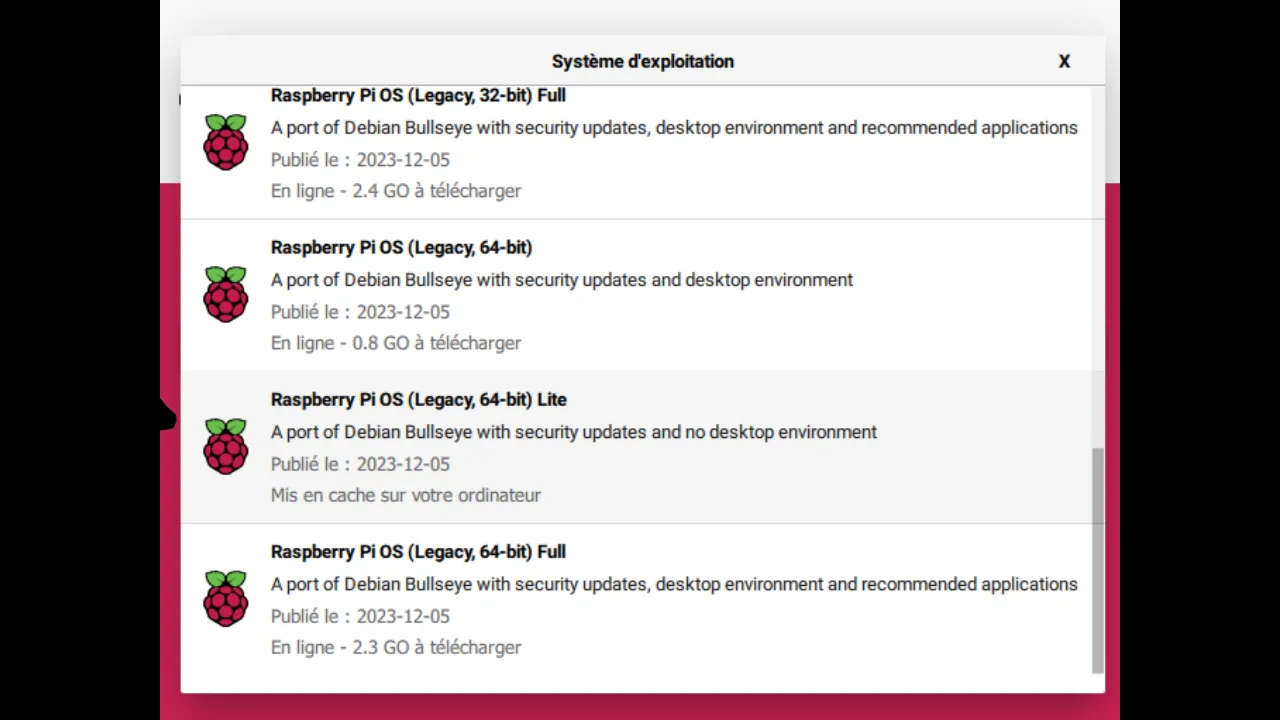 Système d'exploitation
X
Raspberry Pi OS (Legacy, 32-bit) Full
A port of Debian Bullseye with security updates, desktop environment and recommended applications
Publié le : 2023-12-05
En ligne - 2.4 GO à télécharger
Raspberry Pi OS (Legacy, 64-bit)
A port of Debian Bullseye with security updates and desktop environment
Publié le : 2023-12-05
En ligne - 0.8 GO à télécharger
Raspberry Pi OS (Legacy, 64-bit) Lite
A port of Debian Bullseye with security updates and no desktop environment
Publié le : 2023-12-05
Mis en cache sur votre ordinateur
Raspberry Pi OS (Legacy, 64-bit) Full
A port of Debian Bullseye with security updates, desktop environment and recommended applications
Publié le : 2023-12-05
En ligne - 2.3 GO à télécharger